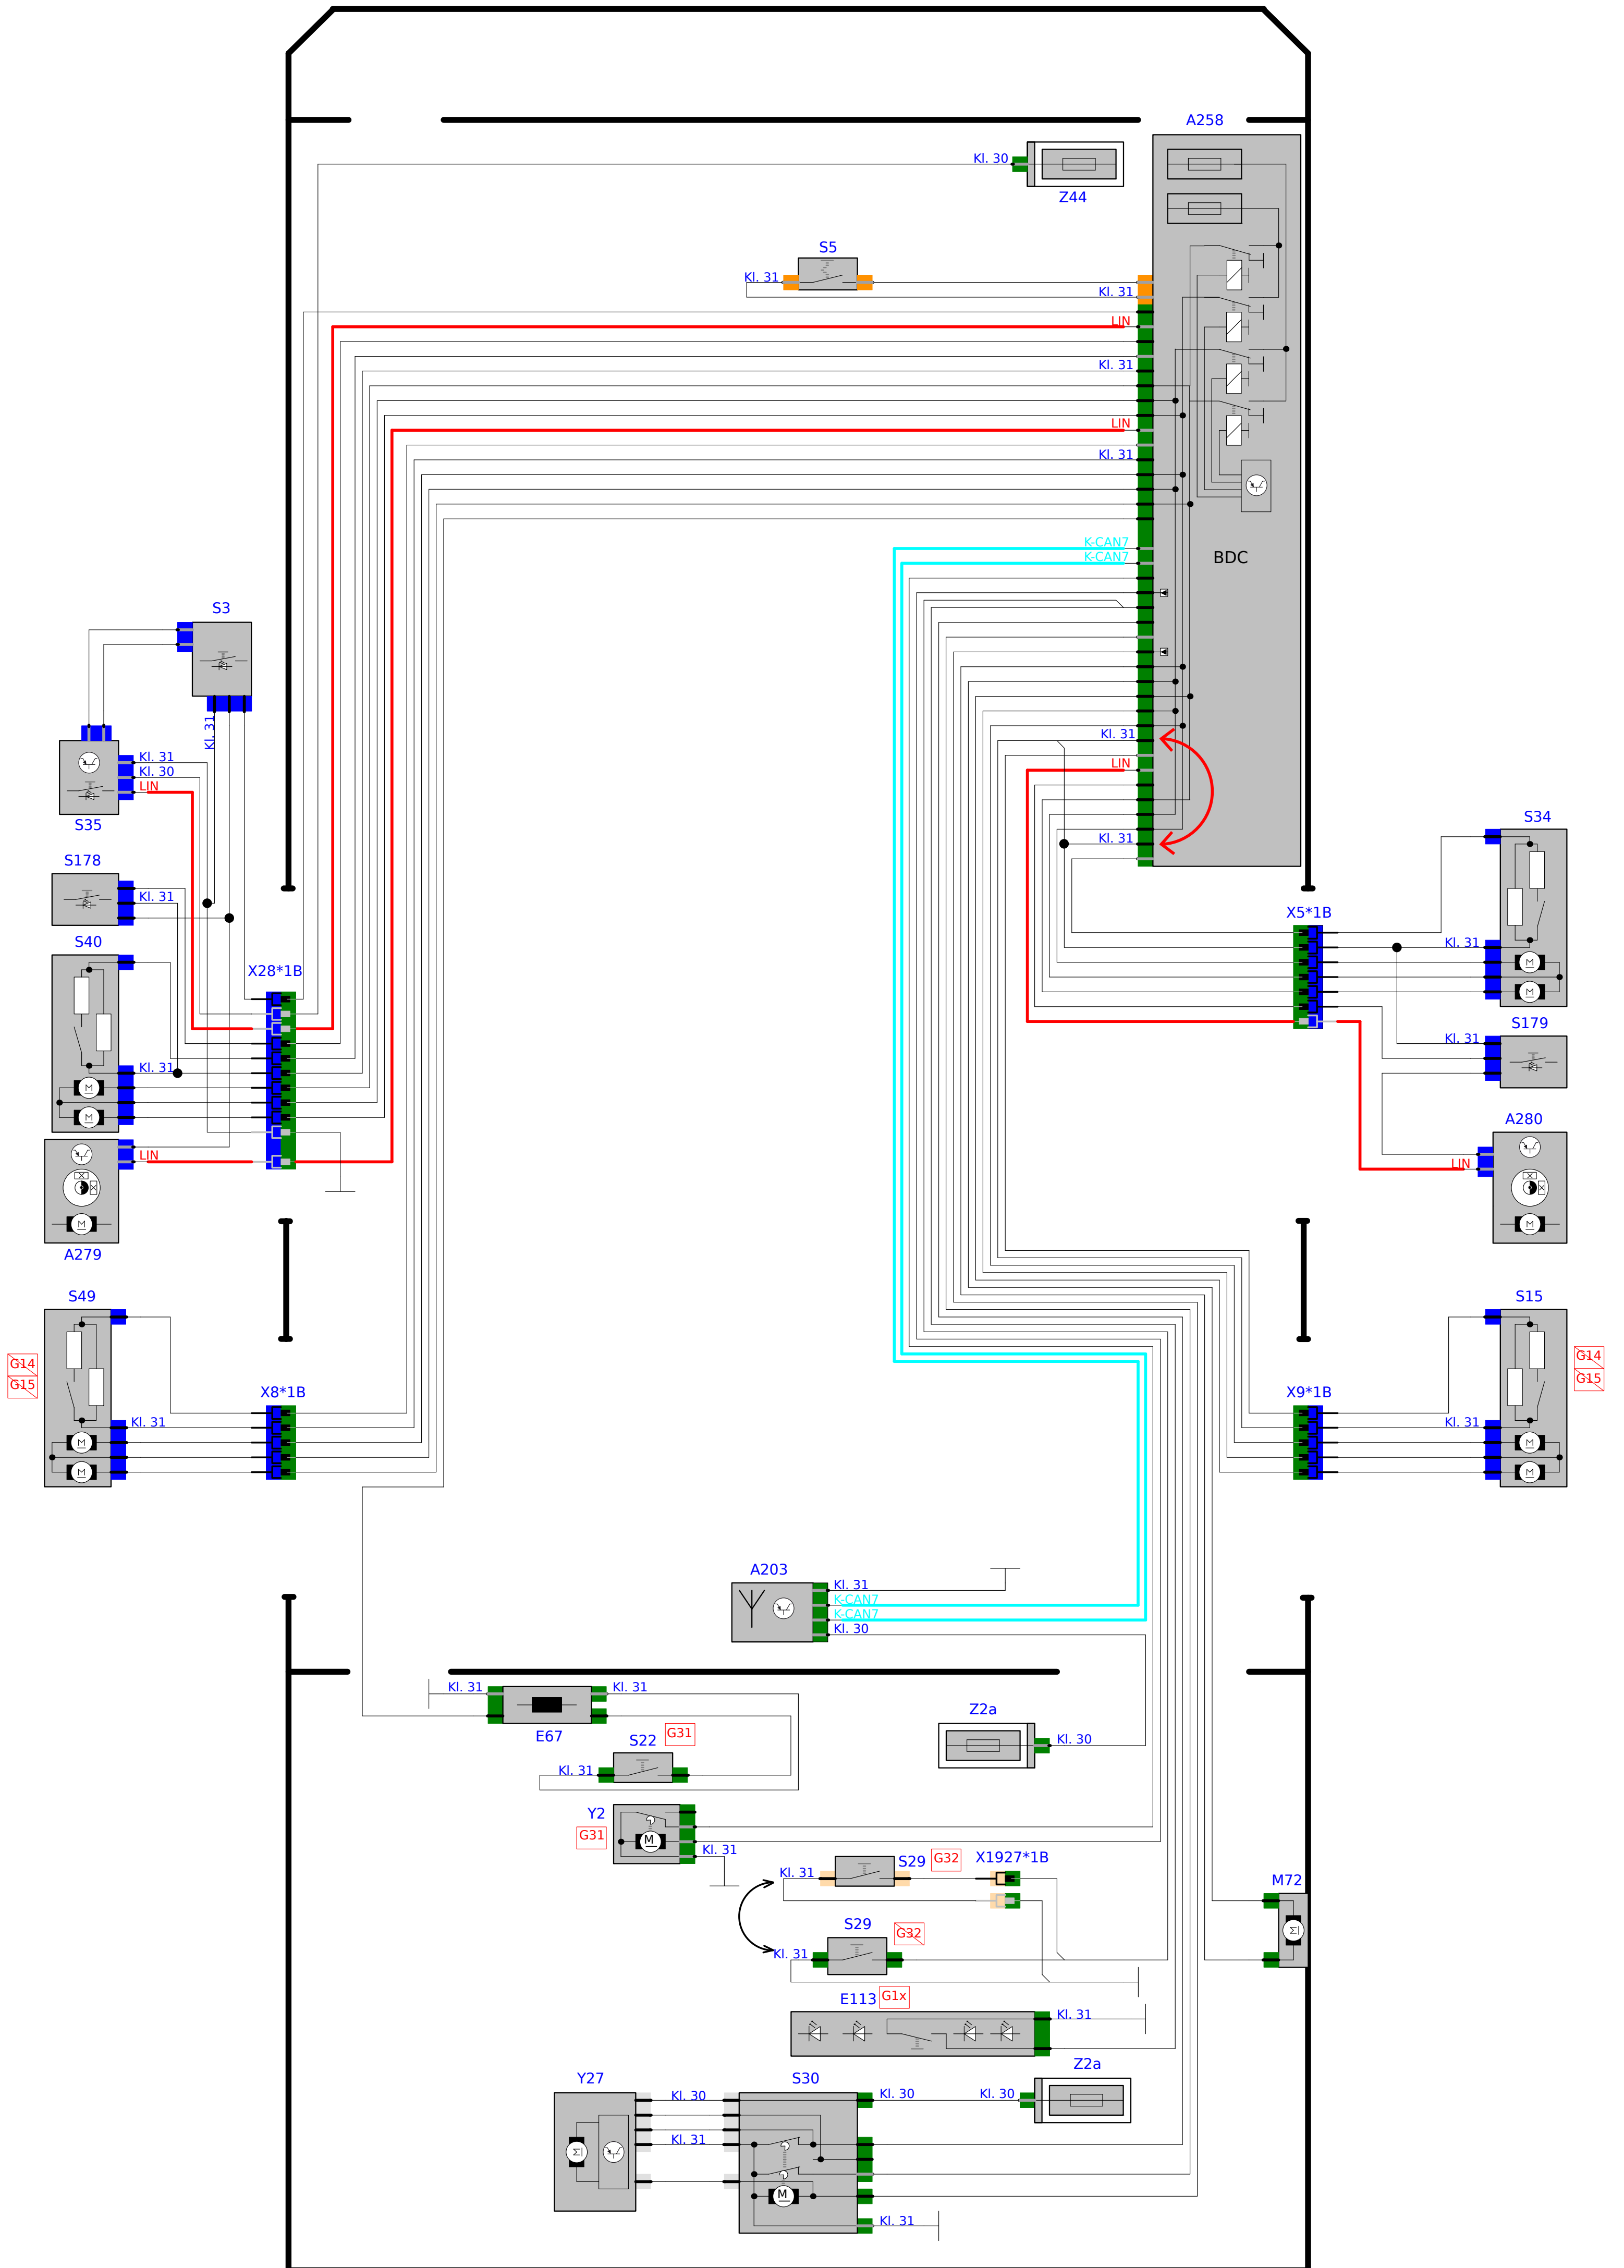 A258
Kl. 30
Z44
S5
Kl. 31
Kl. 31
LIN
Kl. 31
LIN
Kl. 31
K-CAN7
K-CAN7
BDC
S3
Kl. 31
Kl. 31
Kl. 30
LIN
S35
Kl. 31
LIN
S34
S178
Kl. 31
Kl. 31
X5*1B
S40
Kl. 31
X28*1B
S179
Kl. 31
Kl. 31
M
M
M
M
A280
LIN
LIN
M
M
A279
S49
S15
G14
G15
G14
G15
X8*1B
X9*1B
Kl. 31
Kl. 31
M
M
M
M
A203
Kl. 31
K-CAN7
K-CAN7
Kl. 30
Kl. 31
Kl. 31
Z2a
E67
S22
G31
Kl. 30
Kl. 31
Y2
G31
M
Kl. 31
S29
G32
X1927*1B
Kl. 31
M72
M
S29
G32
Kl. 31
E113
G1x
Kl. 31
Z2a
Y27
S30
Kl. 30
Kl. 30
Kl. 30
Kl. 31
M
M
Kl. 31